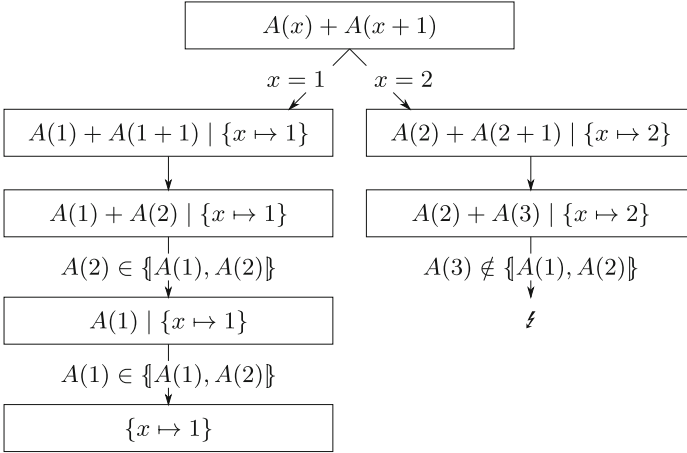 A(x) + A(x + 1)
x = 1
x = 2
A(1) + A(1 + 1) | {x ↦ 1}
A(2) + A(2 + 1) | {x ↦ 2}
A(1) + A(2) | {x ↦ 1}
A(2) + A(3) | {x ↦ 2}
A(2) ∈ ⦃A(1), A(2)⦄
A(3) ∉ ⦃A(1), A(2)⦄
A(1) | {x ↦ 1}
↯
A(1) ∈ ⦃A(1), A(2)⦄
{x ↦ 1}